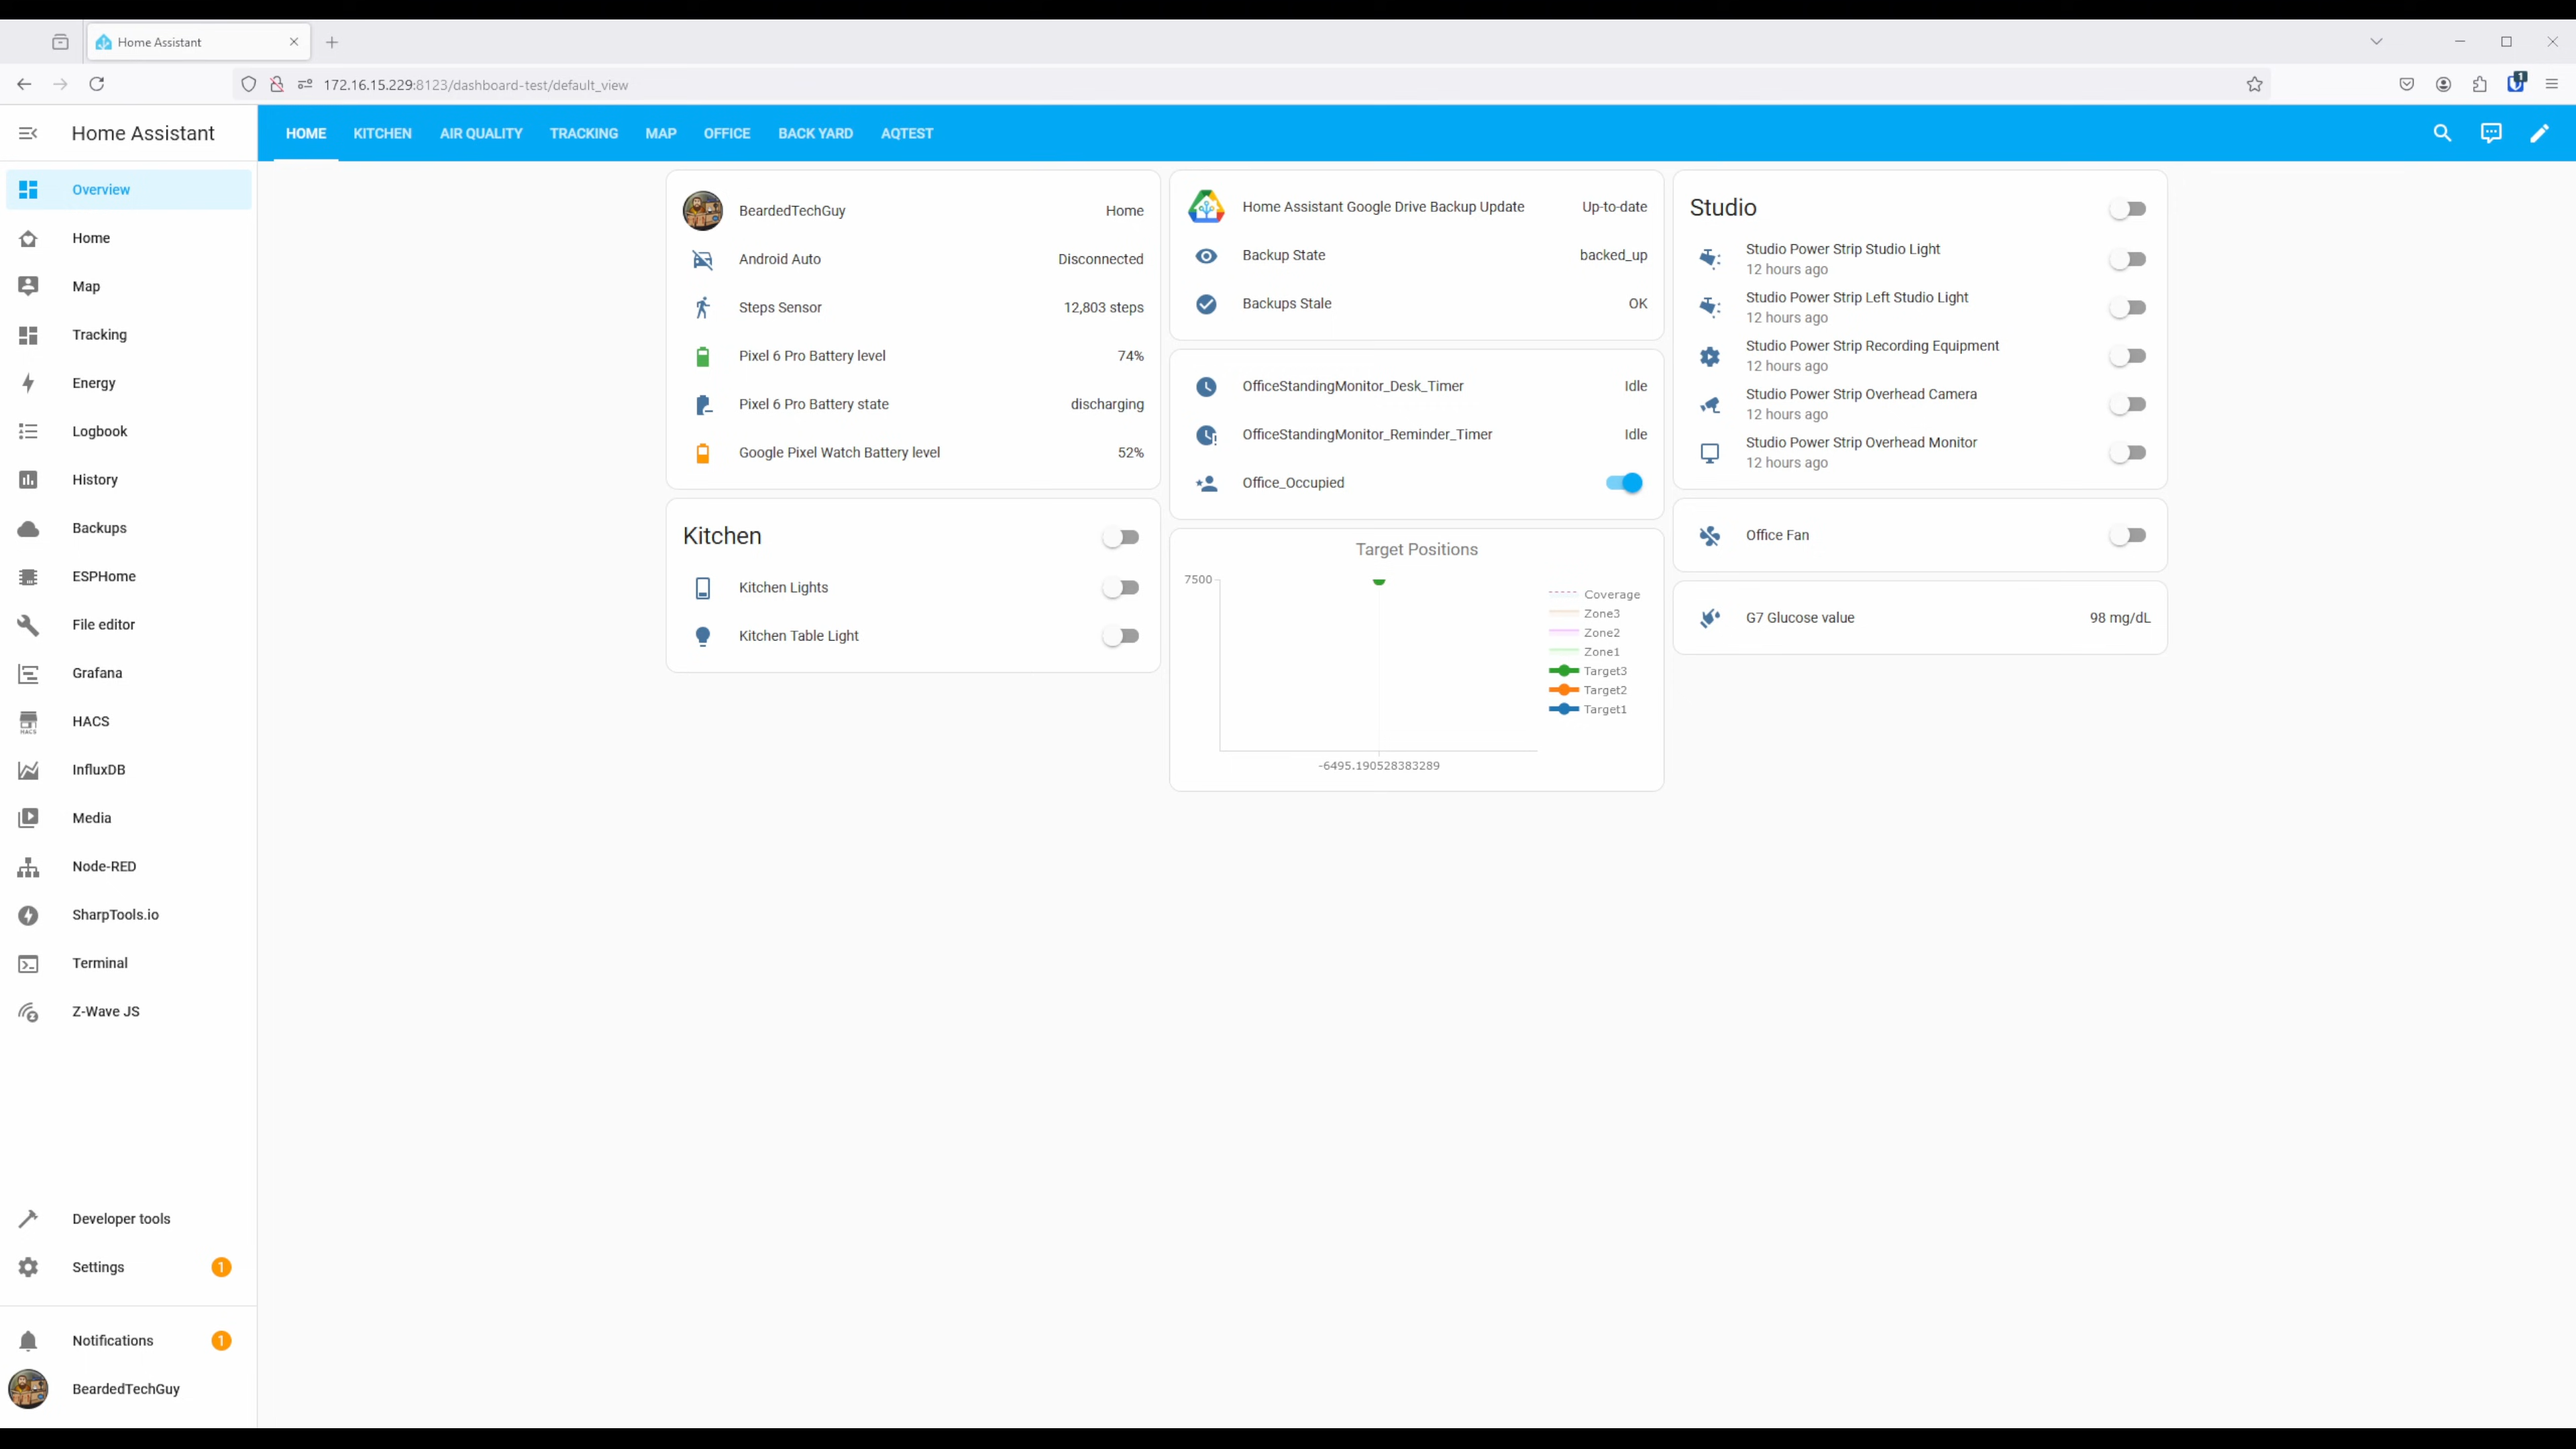 Home Assistant
172.16.15.229:8123/dashboard-test/default_view
1
Home Assistant
HOME
KITCHEN
AIR QUALITY
TRACKING
MAP
OFFICE
BACK YARD
AQTEST
Overview
Home
Map
Tracking
Energy
Logbook
History
Backups
ESPHome
File editor
Grafana
HACS
HACS
InfluxDB
Media
Node-RED
SharpTools.io
Terminal
Z-Wave JS
Developer tools
Settings 1
Notifications 1
BeardedTechGuy
BeardedTechGuy Home
Android Auto Disconnected
Steps Sensor 12,803 steps
Pixel 6 Pro Battery level 74%
Pixel 6 Pro Battery state discharging
Google Pixel Watch Battery level 52%
Kitchen
Kitchen Lights
Kitchen Table Light
Home Assistant Google Drive Backup Update Up-to-date
Backup State backed_up
Backups Stale OK
OfficeStandingMonitor_Desk_Timer Idle
OfficeStandingMonitor_Reminder_Timer Idle
Office_Occupied
Target Positions
7500
-6495.190528383289
Coverage
Zone3
Zone2
Zone1
Target3
Target2
Target1
Studio
Studio Power Strip Studio Light
12 hours ago
Studio Power Strip Left Studio Light
12 hours ago
Studio Power Strip Recording Equipment
12 hours ago
Studio Power Strip Overhead Camera
12 hours ago
Studio Power Strip Overhead Monitor
12 hours ago
Office Fan
G7 Glucose value 98 mg/dL